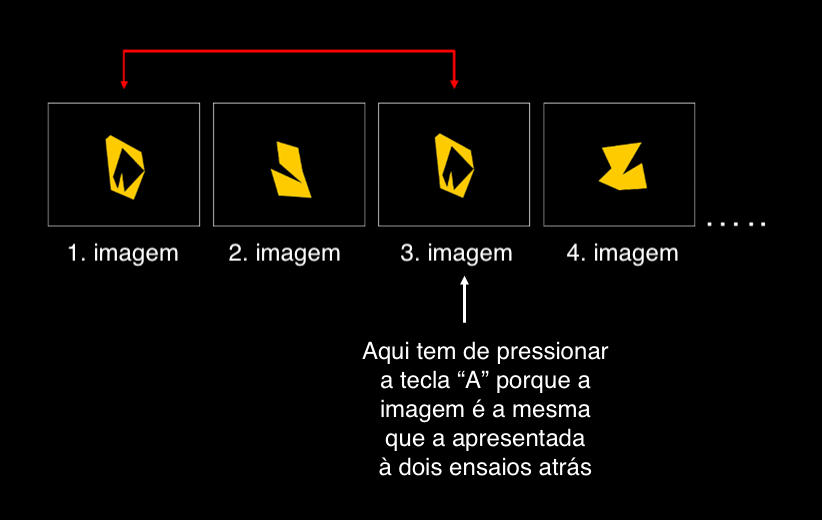 .....
1. imagem
2. imagem
3. imagem
4. imagem
Aqui tem de pressionar
a tecla “A” porque a
imagem é a mesma
que a apresentada
à dois ensaios atrás